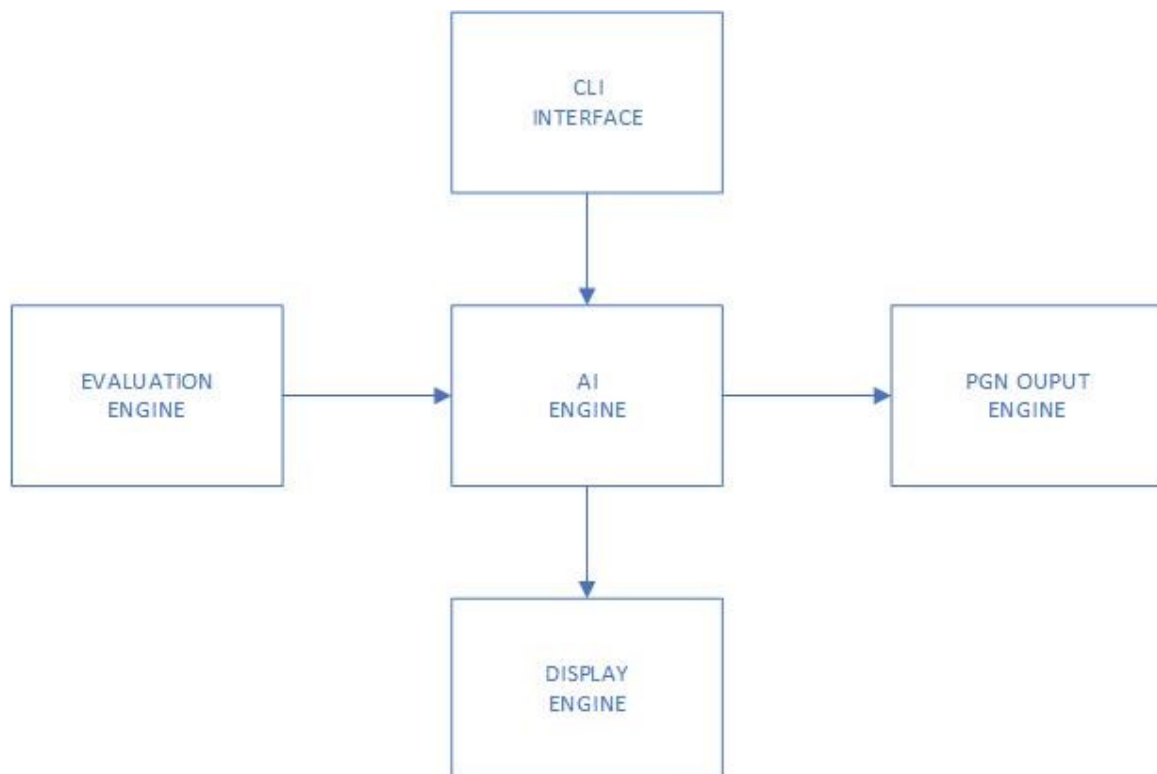 CLI
INTERFACE
EVALUATION
ENGINE
AI
ENGINE
PGN OUPUT
ENGINE
DISPLAY
ENGINE